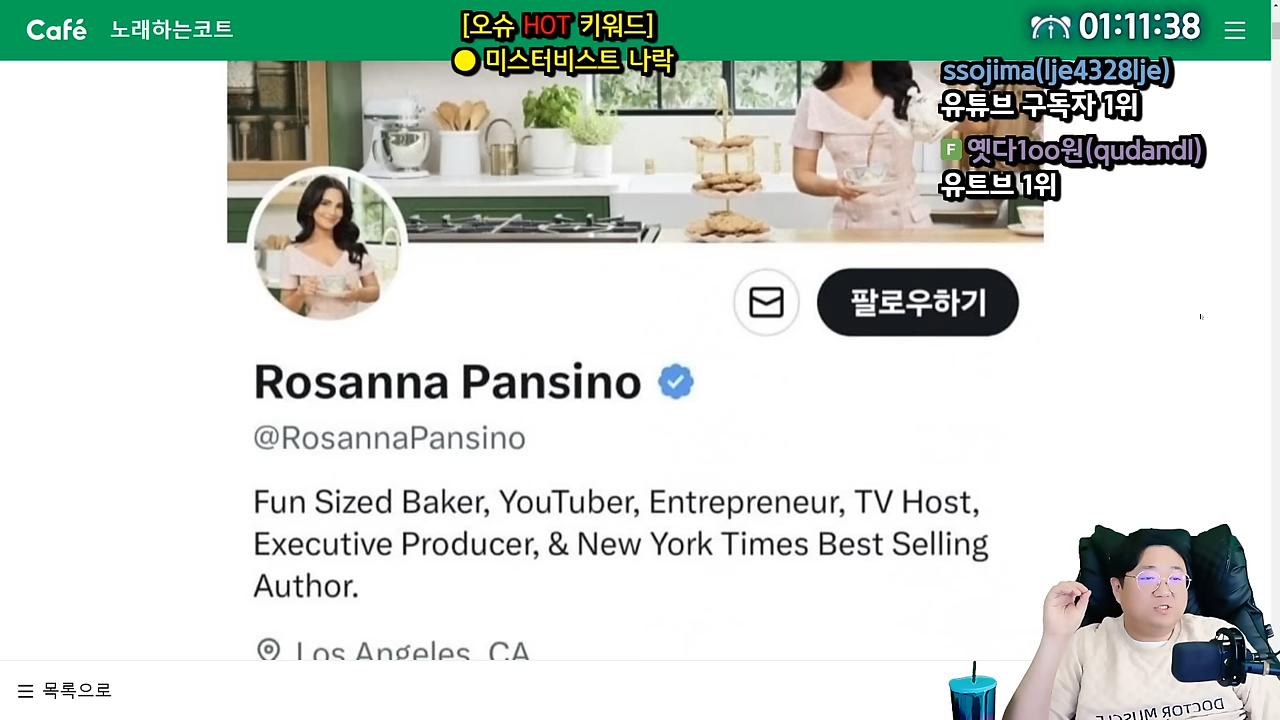 Café 노래하는코트
[오슈 HOT 키워드]
미스터비스트 나락
01:11:38
ssojima(lje4328lje)
유튜브 구독자 1위
F 옛다1oo원(qudandl)
유트브 1위
팔로우하기
Rosanna Pansino
@RosannaPansino
Fun Sized Baker, YouTuber, Entrepreneur, TV Host,
Executive Producer, & New York Times Best Selling
Author.
Los Angeles, CA
목록으로
DOCTOR MUSCLE